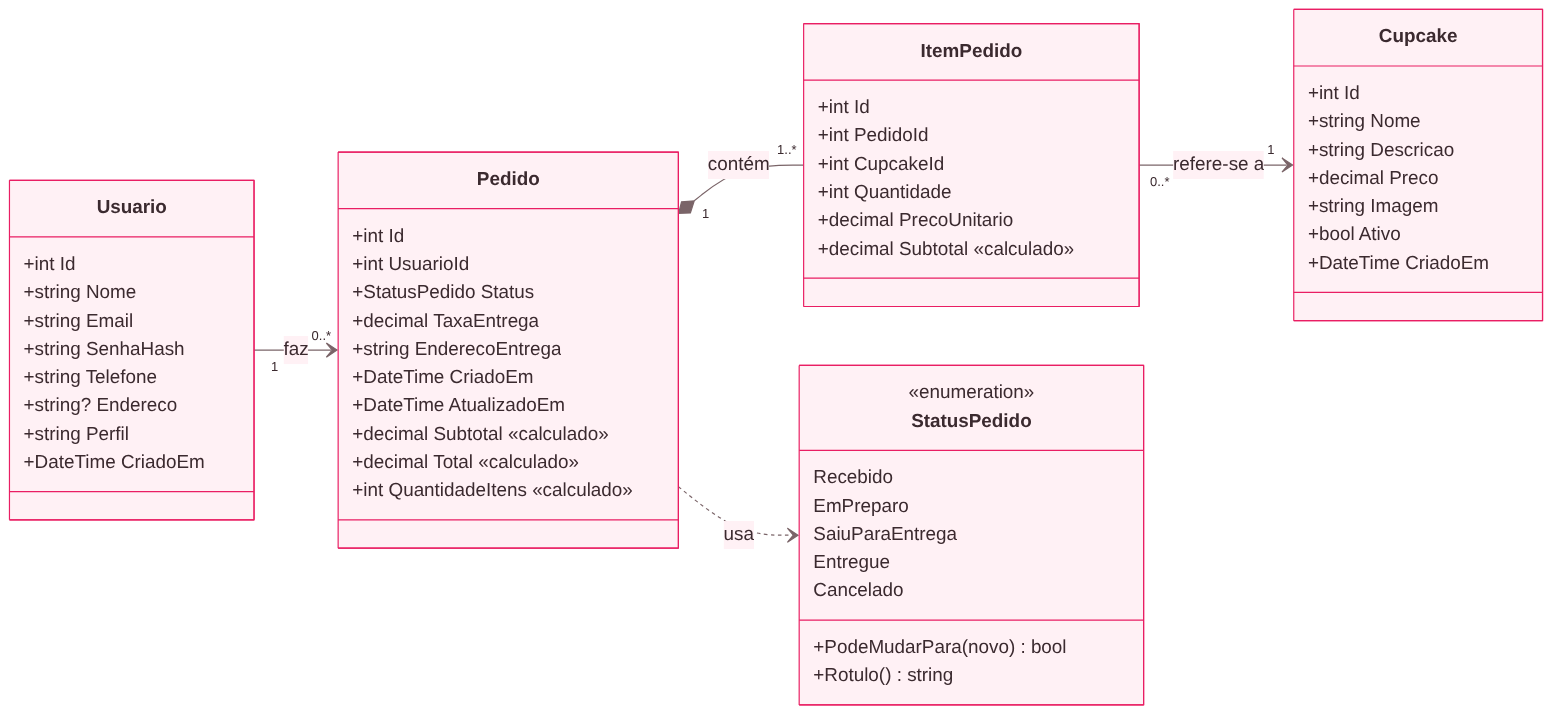 Usuario
+int Id
+string Nome
+string Email
+string SenhaHash
+string Telefone
+string? Endereco
+string Perfil
+DateTime CriadoEm
1
faz
0..*
Pedido
+int Id
+int UsuarioId
+StatusPedido Status
+decimal TaxaEntrega
+string EnderecoEntrega
+DateTime CriadoEm
+DateTime AtualizadoEm
+decimal Subtotal «calculado»
+decimal Total «calculado»
+int QuantidadeItens «calculado»
1
contém
1..*
ItemPedido
+int Id
+int PedidoId
+int CupcakeId
+int Quantidade
+decimal PrecoUnitario
+decimal Subtotal «calculado»
0..*
refere-se a
1
Cupcake
+int Id
+string Nome
+string Descricao
+decimal Preco
+string Imagem
+bool Ativo
+DateTime CriadoEm
usa
«enumeration»
StatusPedido
Recebido
EmPreparo
SaiuParaEntrega
Entregue
Cancelado
+PodeMudarPara(novo) : bool
+Rotulo() : string